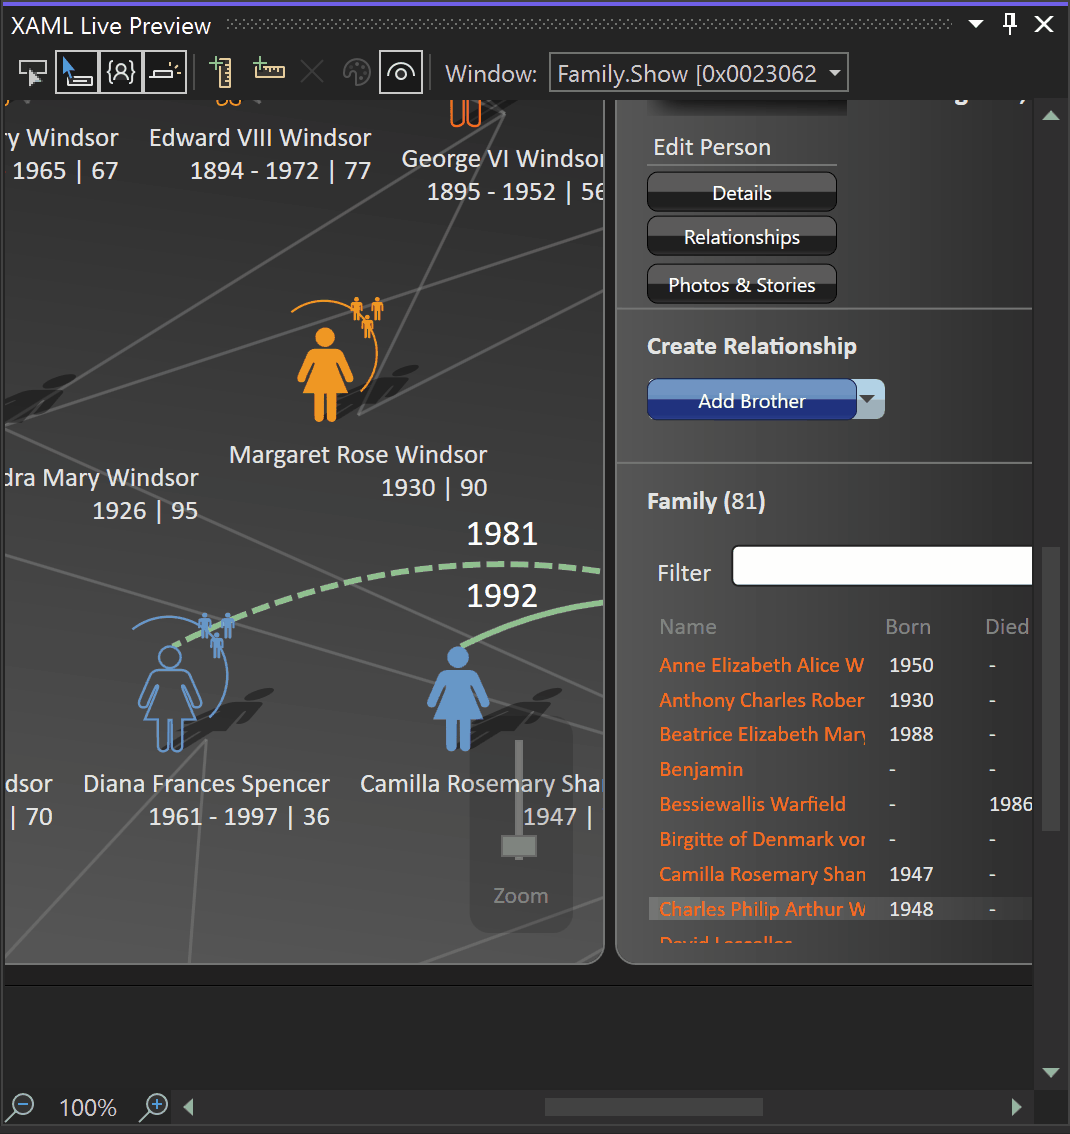 XAML Live Preview
Window: Family.Show [0x0023062
y Windsor
1965 | 67
Edward VIII Windsor
1894 - 1972 | 77
George VI Windsor
1895 - 1952 | 56
Margaret Rose Windsor
1930 | 90
dra Mary Windsor
1926 | 95
1981
1992
dsor
| 70
Diana Frances Spencer
1961 - 1997 | 36
Camilla Rosemary Shan
1947 |
Zoom
Edit Person
Details
Relationships
Photos & Stories
Create Relationship
Add Brother
Family (81)
Filter
Name Born Died
Anne Elizabeth Alice W 1950 -
Anthony Charles Rober 1930 -
Beatrice Elizabeth Mary 1988 -
Benjamin - -
Bessiewallis Warfield - 1986
Birgitte of Denmark von - -
Camilla Rosemary Shan 1947 -
Charles Philip Arthur W 1948 -
David Lascelles
100%